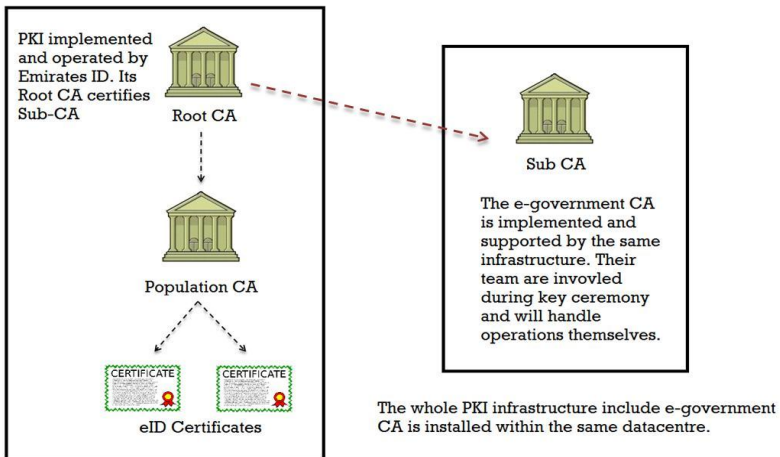 PKI implemented
and operated by
Emirates ID. Its
Root CA certifies
Sub-CA
Root CA
Population CA
CERTIFICATE
CERTIFICATE
eID Certificates
Sub CA
The e-government CA
is implemented and
supported by the same
infrastructure. Their
team are invovled
during key ceremony
and will handle
operations themselves.
The whole PKI infrastructure include e-government
CA is installed within the same datacentre.